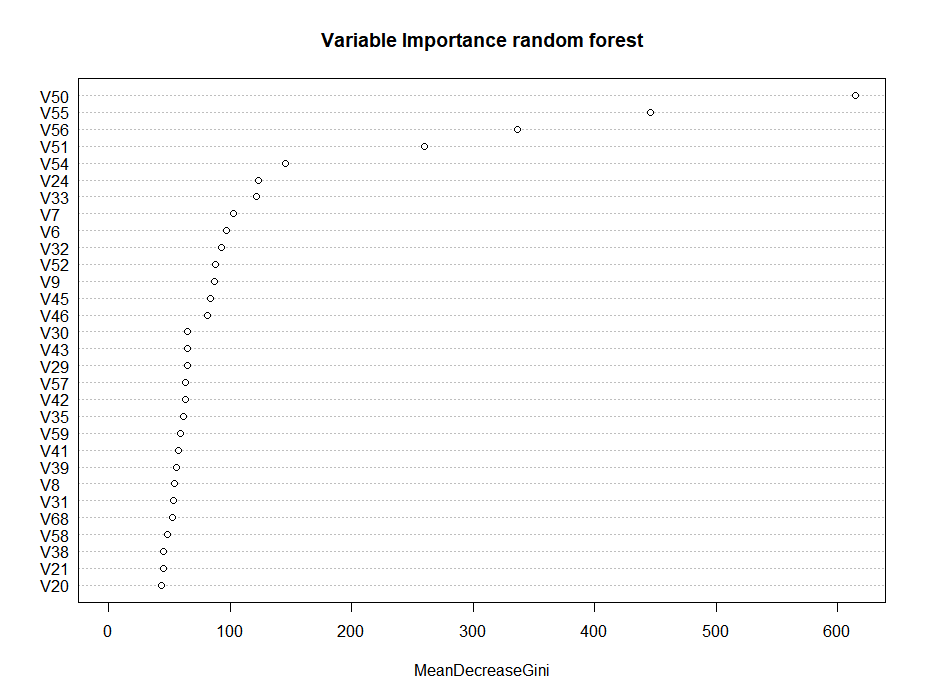 Variable Importance random forest
V50
V55
V56
V51
V54
V24
V33
V7
V6
V32
V52
V9
V45
V46
V30
V43
V29
V57
V42
V35
V59
V41
V39
V8
V31
V68
V58
V38
V21
V20
0 100 200 300 400 500 600
MeanDecreaseGini